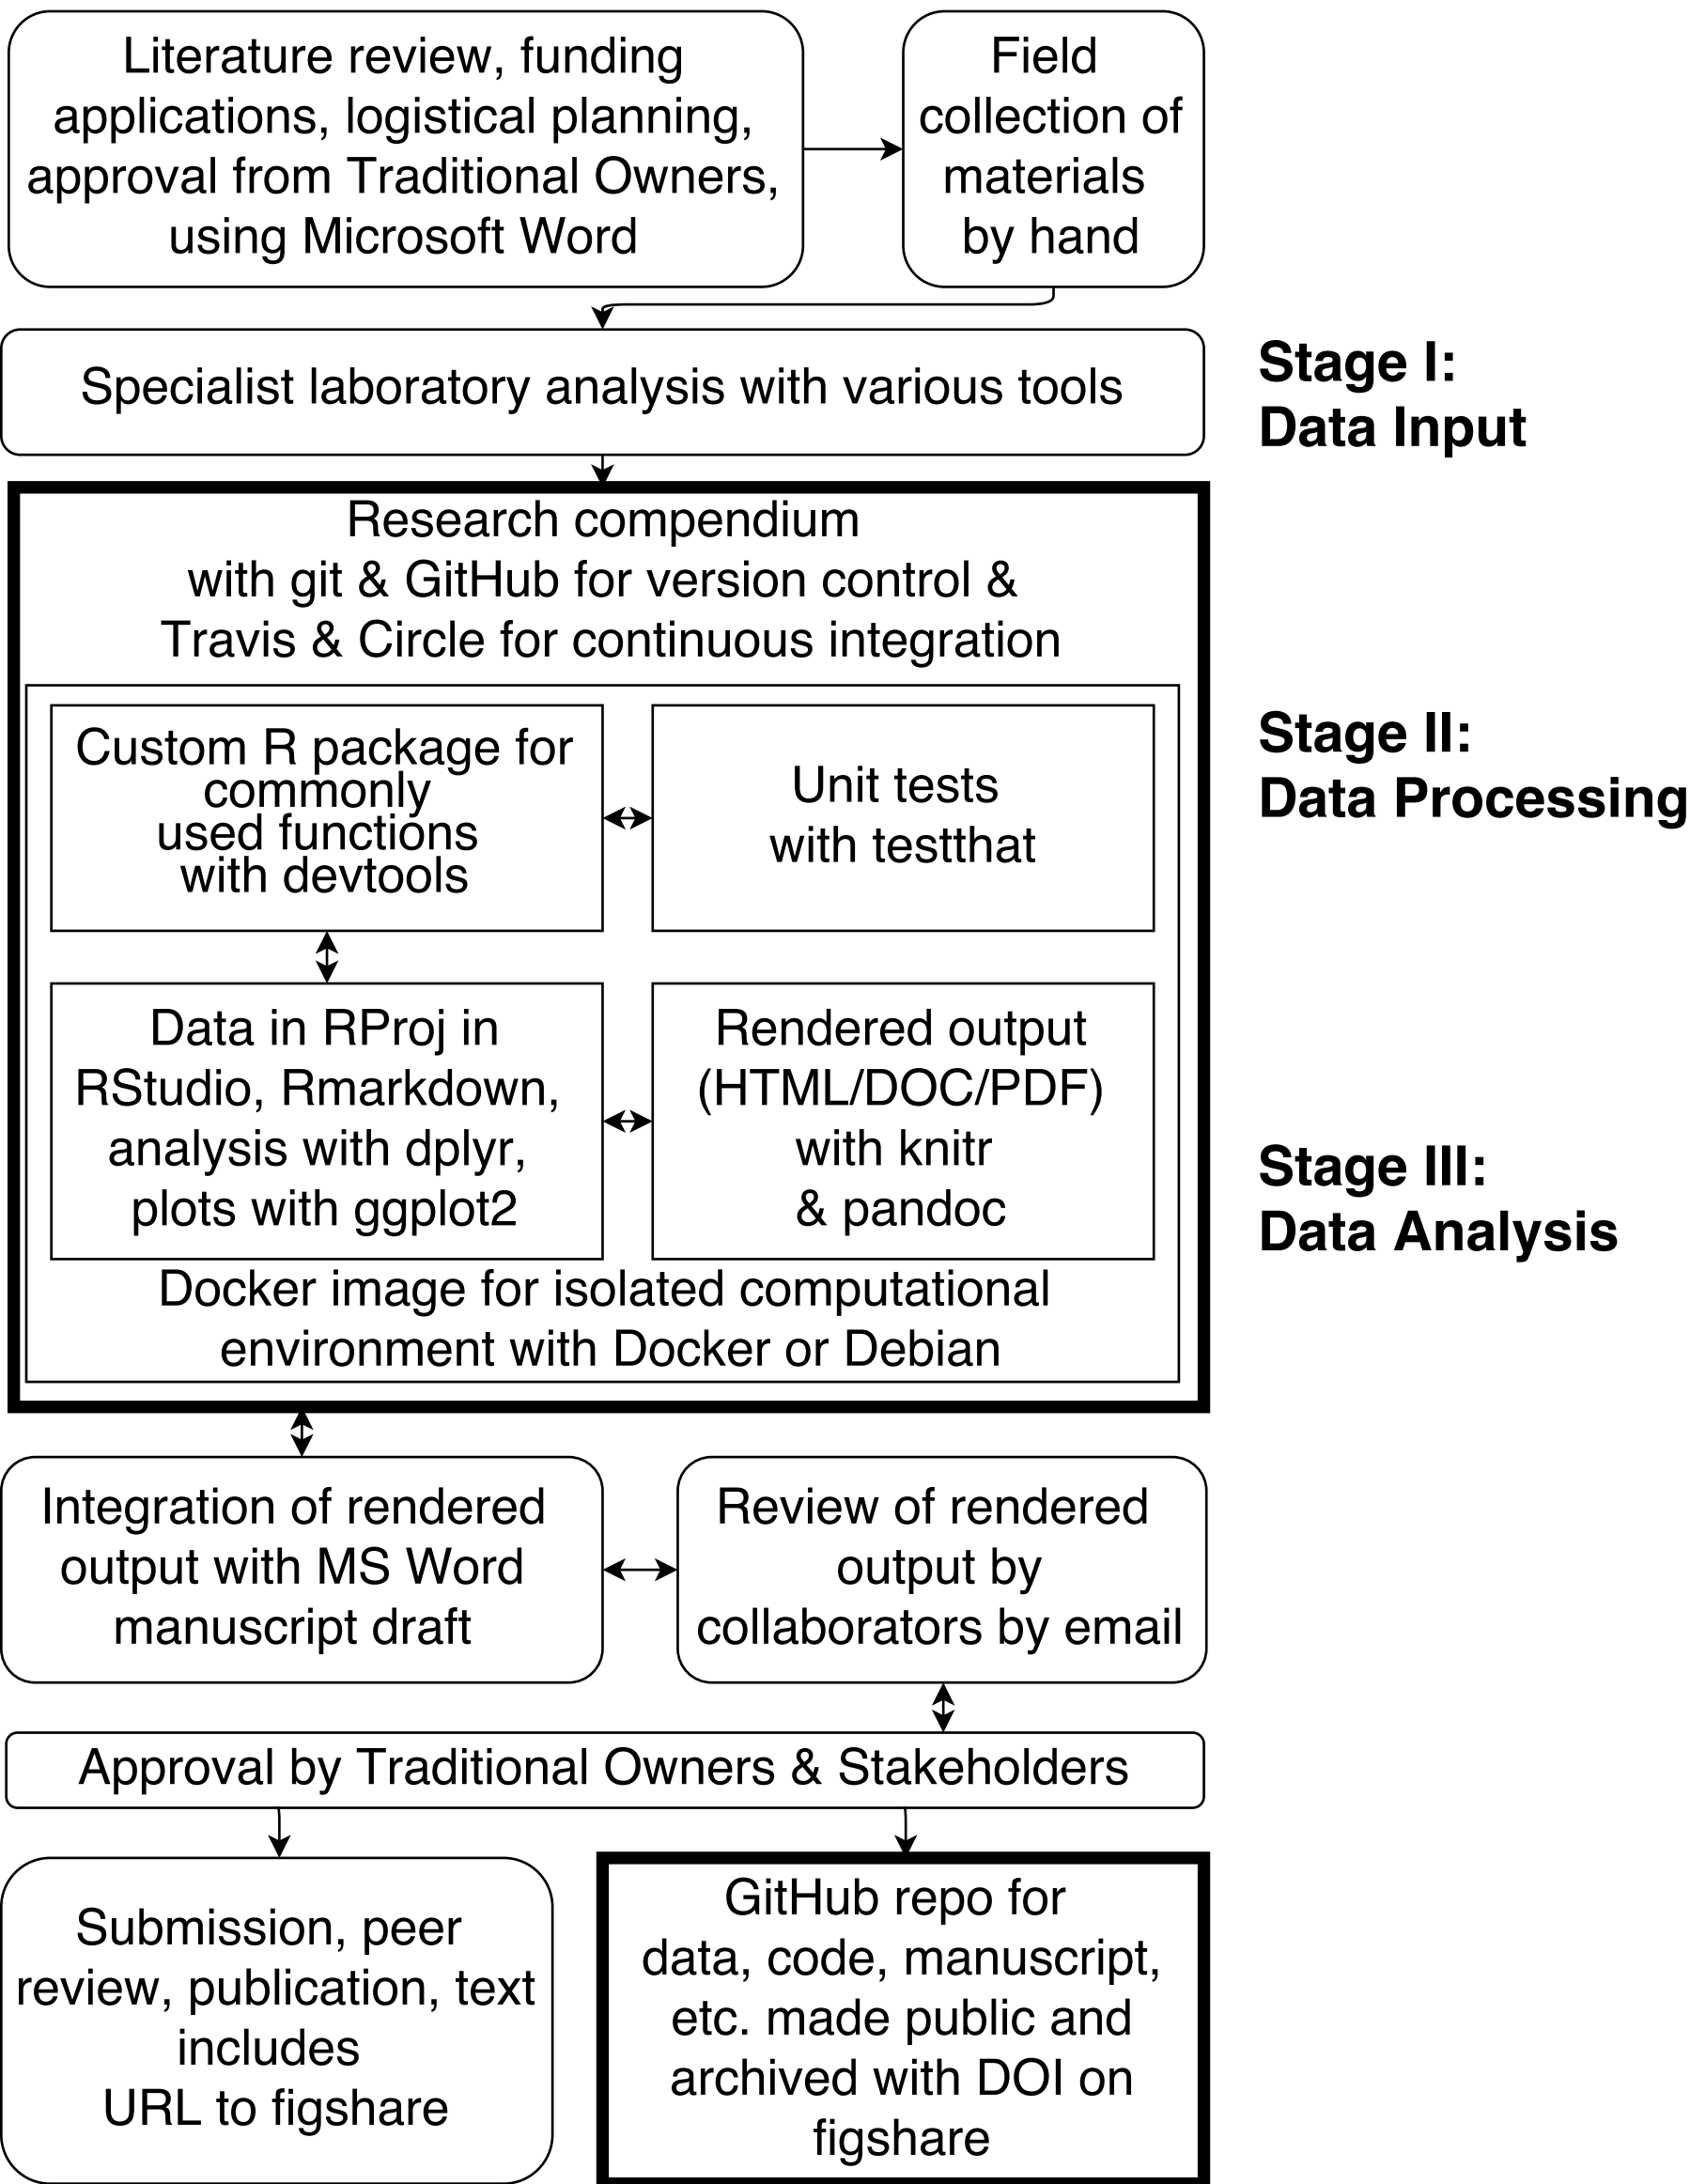 Literature review, funding
applications, logistical planning,
approval from Traditional Owners,
using Microsoft Word
Field
collection of
materials
by hand
Specialist laboratory analysis with various tools
Stage I:
Data Input
Research compendium
with git & GitHub for version control &
Travis & Circle for continuous integration
Custom R package for
commonly
used functions
with devtools
Unit tests
with testthat
Stage II:
Data Processing
Data in RProj in
RStudio, Rmarkdown,
analysis with dplyr,
plots with ggplot2
Rendered output
(HTML/DOC/PDF)
with knitr
& pandoc
Stage III:
Data Analysis
Docker image for isolated computational
environment with Docker or Debian
Integration of rendered
output with MS Word
manuscript draft
Review of rendered
output by
collaborators by email
Approval by Traditional Owners & Stakeholders
Submission, peer
review, publication, text
includes
URL to figshare
GitHub repo for
data, code, manuscript,
etc. made public and
archived with DOI on
figshare